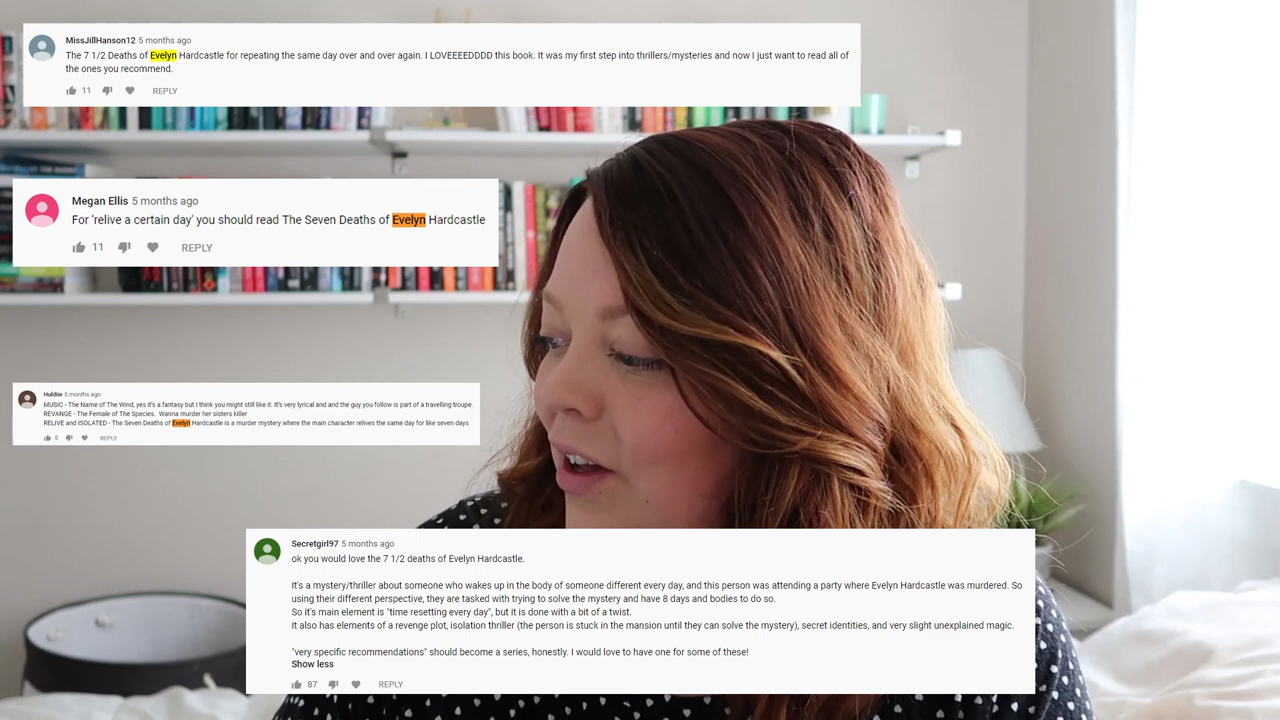 MissJillHanson12 5 months ago
The 7 1/2 Deaths of Evelyn Hardcastle for repeating the same day over and over again. I LOVEEEEDDDD this book. It was my first step into thrillers/mysteries and now I just want to read all of
the ones you recommend.
11 REPLY
Megan Ellis 5 months ago
For 'relive a certain day' you should read The Seven Deaths of Evelyn Hardcastle
11 REPLY
Huldiie 5 months ago
MUSIC - The Name of The Wind, yes it's a fantasy but I think you might still like it. It's very lyrical and and the guy you follow is part of a travelling troupe.
REVANGE - The Female of The Species. Wanna murder her sisters killer
RELIVE and ISOLATED - The Seven Deaths of Evelyn Hardcastle is a murder mystery where the main character relives the same day for like seven days
5 REPLY
Secretgirl97 5 months ago
ok you would love the 7 1/2 deaths of Evelyn Hardcastle.
It's a mystery/thriller about someone who wakes up in the body of someone different every day, and this person was attending a party where Evelyn Hardcastle was murdered. So
using their different perspective, they are tasked with trying to solve the mystery and have 8 days and bodies to do so.
So it's main element is "time resetting every day", but it is done with a bit of a twist.
It also has elements of a revenge plot, isolation thriller (the person is stuck in the mansion until they can solve the mystery), secret identities, and very slight unexplained magic.
"very specific recommendations" should become a series, honestly. I would love to have one for some of these!
Show less
87 REPLY